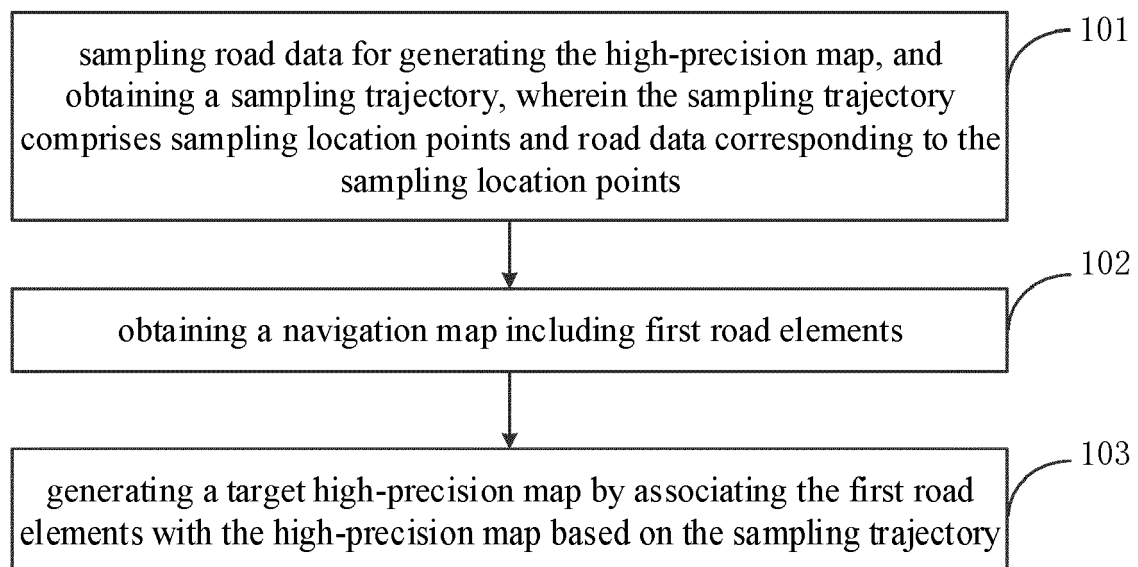 sampling road data for generating the high-precision map, and
obtaining a sampling trajectory, wherein the sampling trajectory
comprises sampling location points and road data corresponding to the
sampling location points
101
obtaining a navigation map including first road elements
102
generating a target high-precision map by associating the first road
elements with the high-precision map based on the sampling trajectory
103